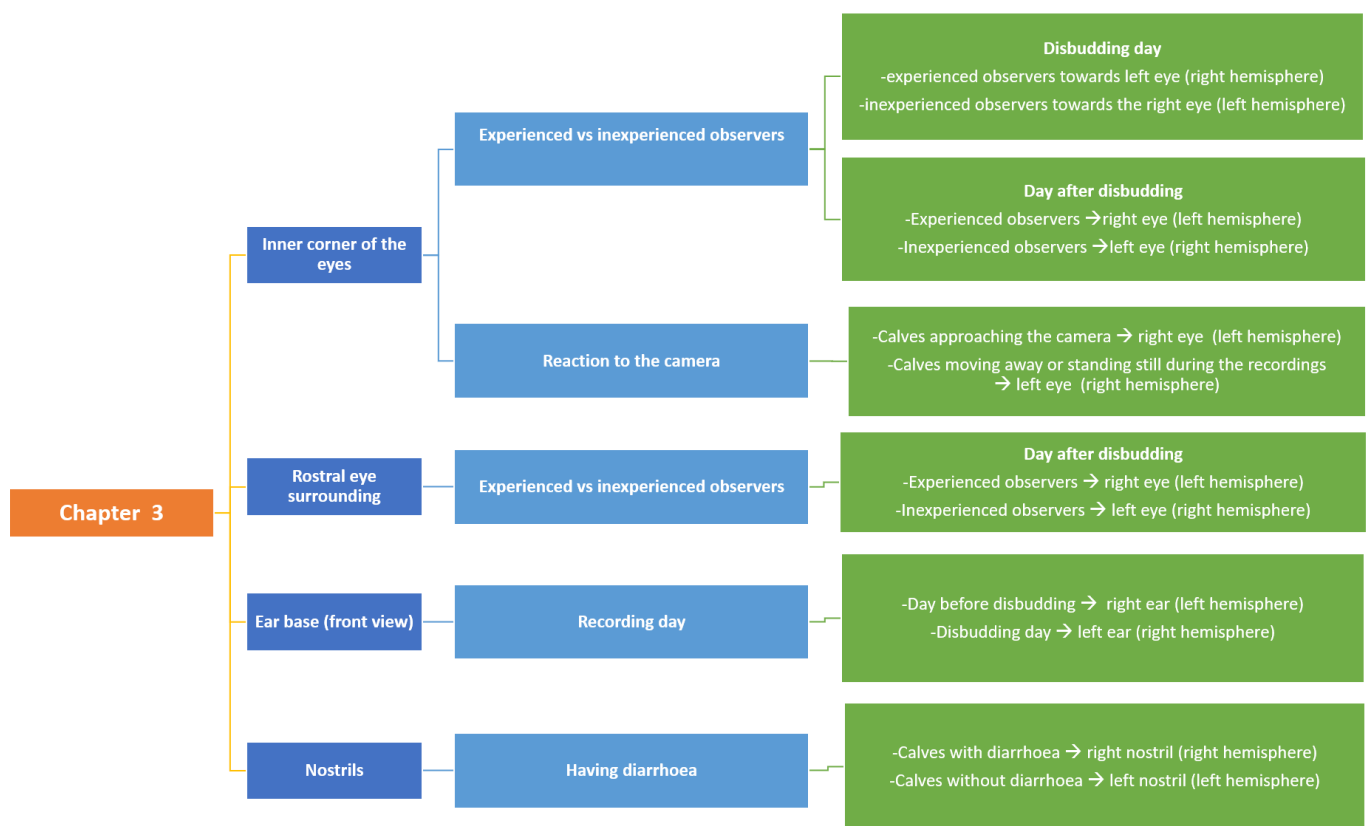 Chapter  3
Inner corner of the
eyes
Experienced vs inexperienced observers
Disbudding day
-experienced observers towards left eye (right hemisphere)
-inexperienced observers towards the right eye (left hemisphere)
Day after disbudding
-Experienced observers →right eye (left hemisphere)
-Inexperienced observers →left eye (right hemisphere)
Reaction to the camera
-Calves approaching the camera → right eye  (left hemisphere)
-Calves moving away or standing still during the recordings
→ left eye  (right hemisphere)
Rostral eye
surrounding
Experienced vs inexperienced observers
Day after disbudding
-Experienced observers → right eye (left hemisphere)
-Inexperienced observers → left eye (right hemisphere)
Ear base (front view)
Recording day
-Day before disbudding →  right ear (left hemisphere)
-Disbudding day → left ear (right hemisphere)
Nostrils
Having diarrhoea
-Calves with diarrhoea → right nostril (right hemisphere)
-Calves without diarrhoea → left nostril (left hemisphere)